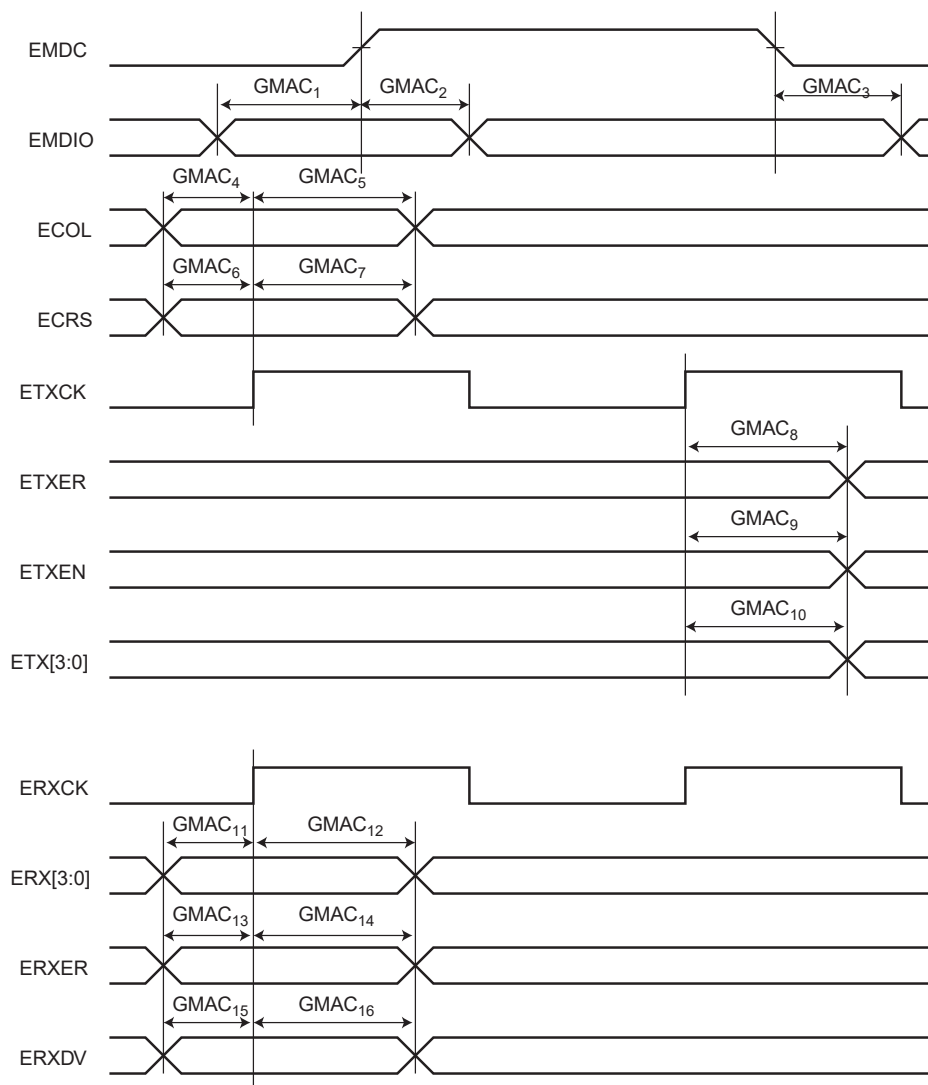 EMDC
GMAC1 GMAC2 GMAC3
EMDIO
GMAC4 GMAC5
ECOL
GMAC6 GMAC7
ECRS
ETXCK
GMAC8
ETXER
GMAC9
ETXEN
GMAC10
ETX[3:0]
ERXCK
GMAC11 GMAC12
ERX[3:0]
GMAC13 GMAC14
ERXER
GMAC15 GMAC16
ERXDV